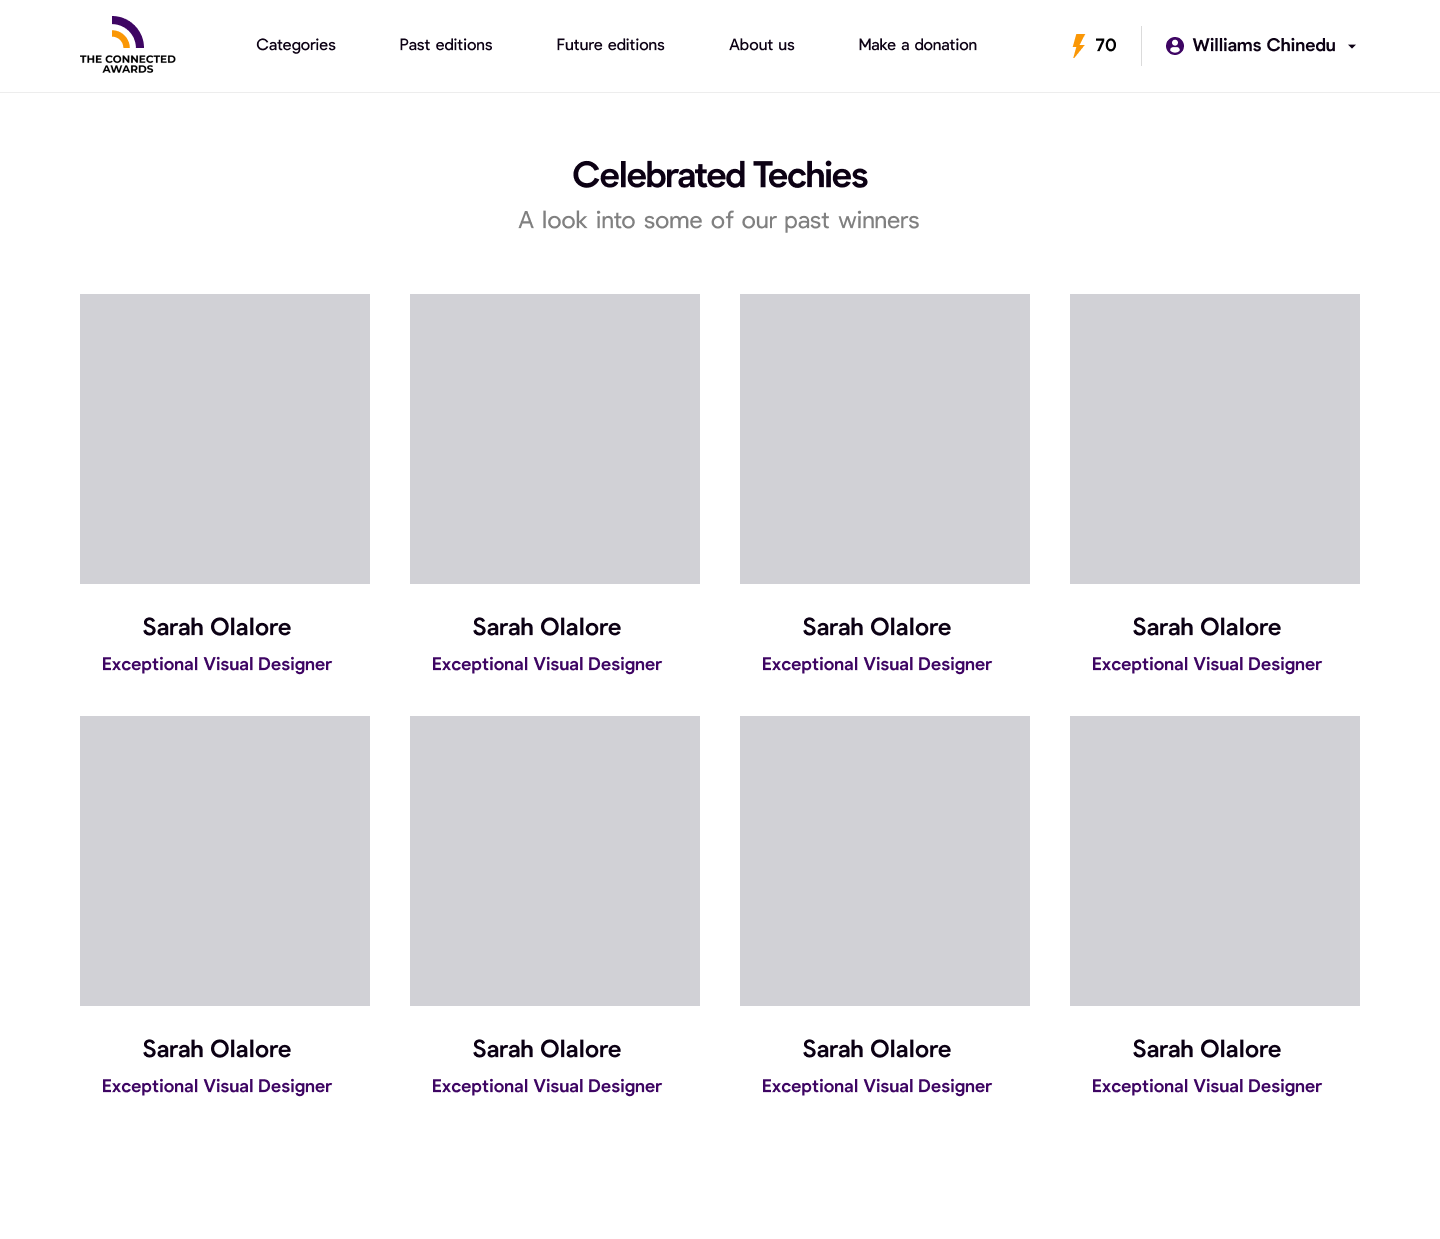 THE CONNECTED
AWARDS
Categories
Past editions
Future editions
About us
Make a donation
70
Williams Chinedu
Celebrated Techies
A look into some of our past winners
Sarah Olalore
Exceptional Visual Designer
Sarah Olalore
Exceptional Visual Designer
Sarah Olalore
Exceptional Visual Designer
Sarah Olalore
Exceptional Visual Designer
Sarah Olalore
Exceptional Visual Designer
Sarah Olalore
Exceptional Visual Designer
Sarah Olalore
Exceptional Visual Designer
Sarah Olalore
Exceptional Visual Designer